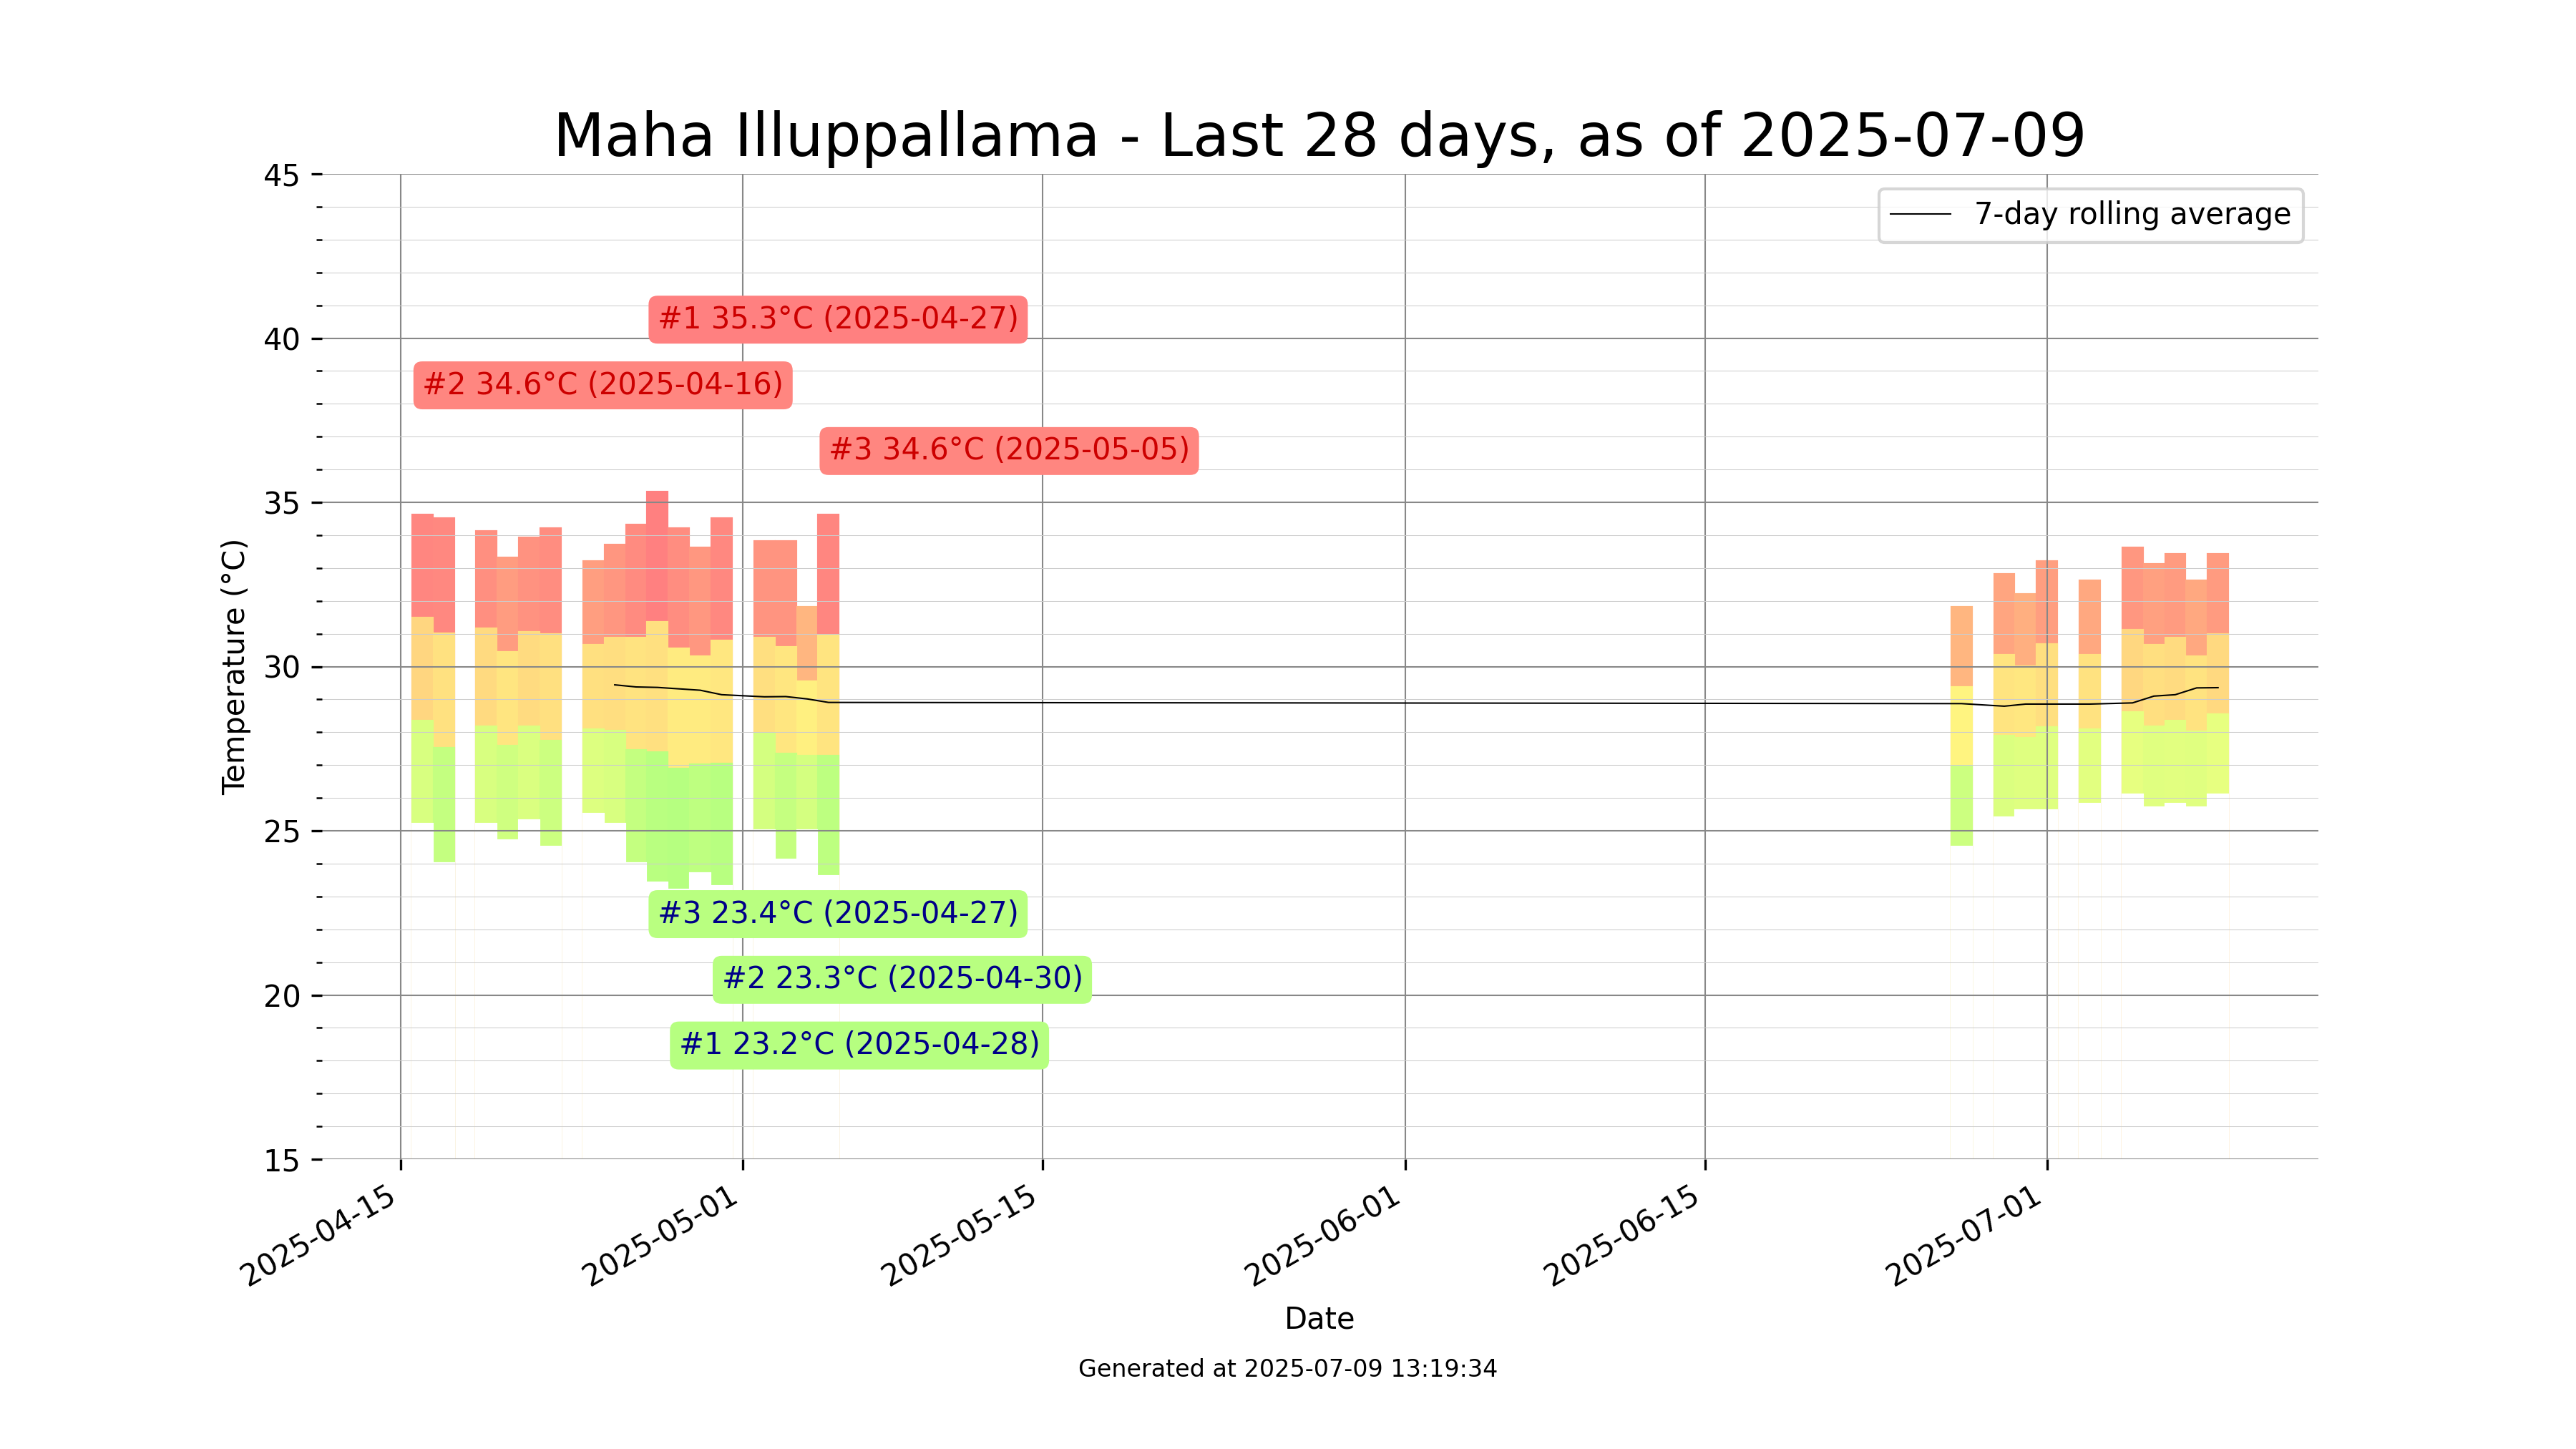 Maha Illuppallama - Last 28 days, as of 2025-07-09
45
7-day rolling average
#1 35.3°C (2025-04-27)
40
#2 34.6°C (2025-04-16)
#3 34.6°C (2025-05-05)
35
Temperature (°C)
30
25
#3 23.4°C (2025-04-27)
#2 23.3°C (2025-04-30)
20
#1 23.2°C (2025-04-28)
15
2025-04-15
2025-05-01
2025-05-15
2025-06-01
2025-06-15
2025-07-01
Date
Generated at 2025-07-09 13:19:34